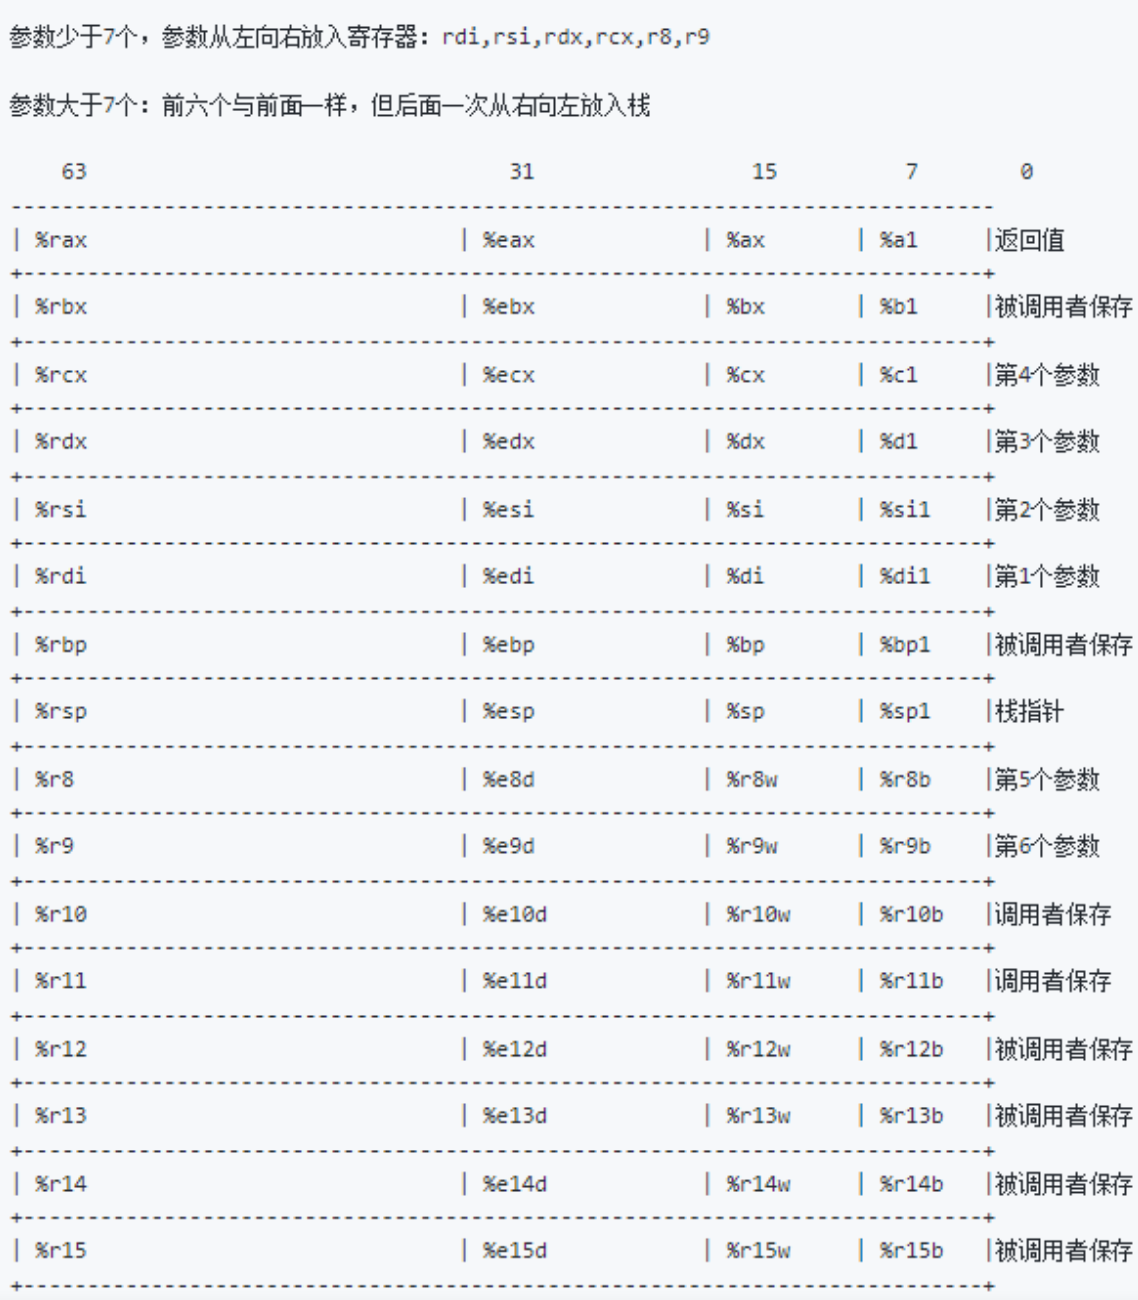 参数少于7个，参数从左向右放入寄存器：rdi,rsi,rdx,rcx,r8,r9
参数大于7个：前六个与前面一样，但后面一次从右向左放入栈
63 31 15 7 0
| %rax | %eax | %ax | %a1 |返回值
| %rbx | %ebx | %bx | %b1 |被调用者保存
| %rcx | %ecx | %cx | %c1 |第4个参数
| %rdx | %edx | %dx | %d1 |第3个参数
| %rsi | %esi | %si | %si1 |第2个参数
| %rdi | %edi | %di | %di1 |第1个参数
| %rbp | %ebp | %bp | %bp1 |被调用者保存
| %rsp | %esp | %sp | %sp1 |栈指针
| %r8 | %e8d | %r8w | %r8b |第5个参数
| %r9 | %e9d | %r9w | %r9b |第6个参数
| %r10 | %e10d | %r10w | %r10b |调用者保存
| %r11 | %e11d | %r11w | %r11b |调用者保存
| %r12 | %e12d | %r12w | %r12b |被调用者保存
| %r13 | %e13d | %r13w | %r13b |被调用者保存
| %r14 | %e14d | %r14w | %r14b |被调用者保存
| %r15 | %e15d | %r15w | %r15b |被调用者保存